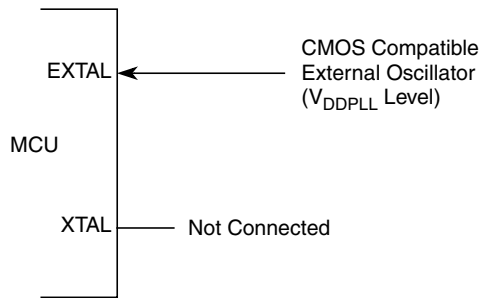 EXTAL
CMOS Compatible
External Oscillator
(VDDPLL Level)
MCU
XTAL
Not Connected